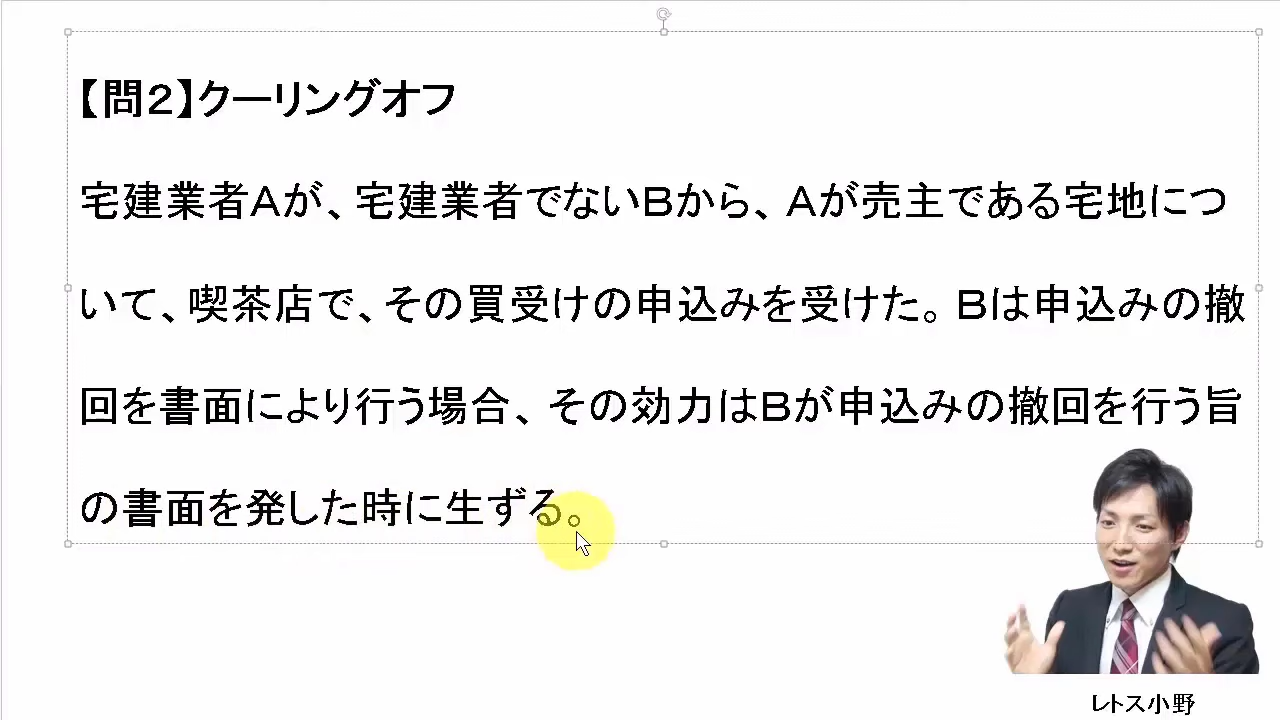 【問２】クーリングオフ
宅建業者Ａが、宅建業者でないＢから、Ａが売主である宅地につ
いて、喫茶店で、その買受けの申込みを受けた。Ｂは申込みの撤
回を書面により行う場合、その効力はＢが申込みの撤回を行う旨
の書面を発した時に生ずる。
レトス小野